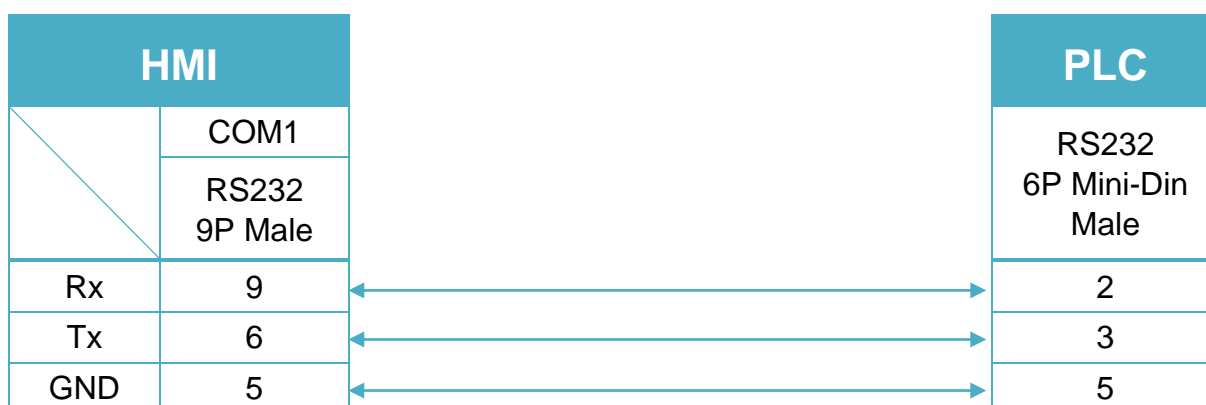 HMI
PLC
COM1
RS232
9P Male
RS232
6P Mini-Din
Male
Rx 9 2
Tx 6 3
GND 5 5